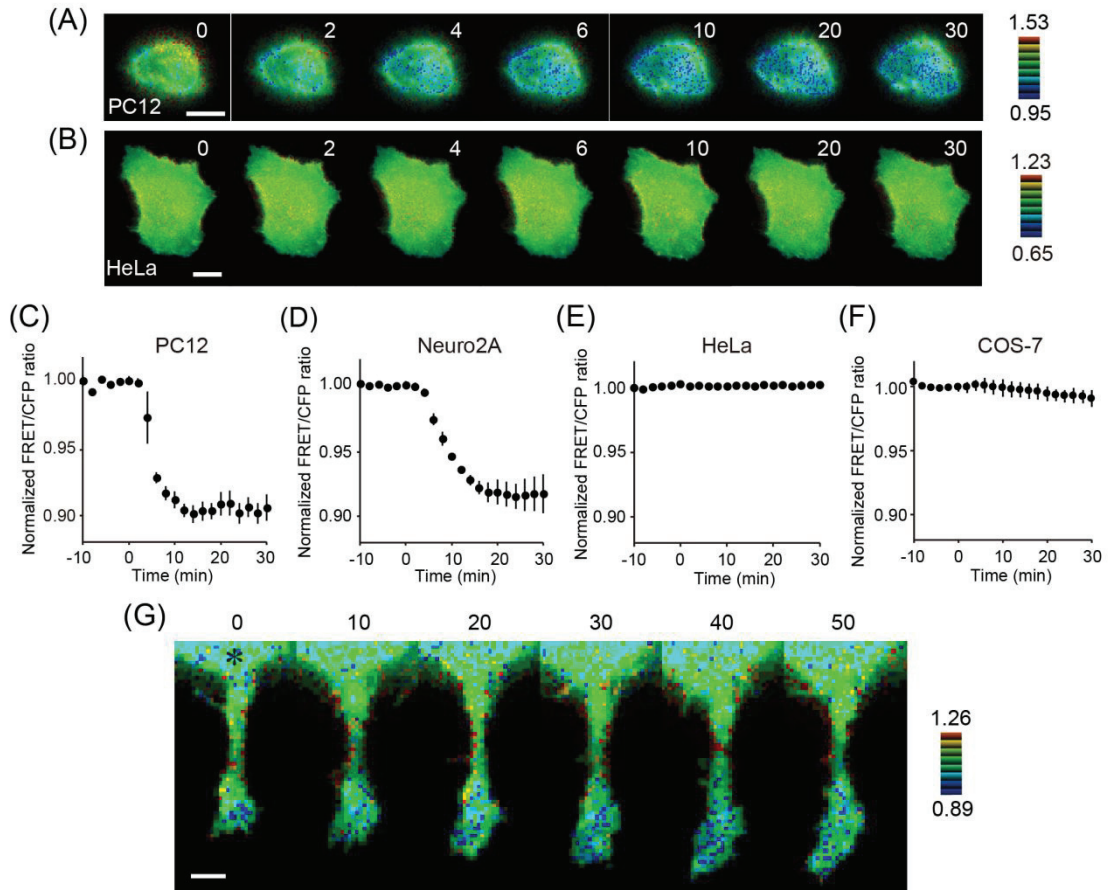 (A)
0 2 4 6 10 20 30
PC12
1.53
0.95
(B)
0 2 4 6 10 20 30
HeLa
1.23
0.65
(C)
PC12
Normalized FRET/CFP ratio
1.00
0.95
0.90
-10 0 10 20 30
Time (min)
(D)
Neuro2A
Normalized FRET/CFP ratio
1.00
0.95
0.90
-10 0 10 20 30
Time (min)
(E)
HeLa
Normalized FRET/CFP ratio
1.00
0.95
0.90
-10 0 10 20 30
Time (min)
(F)
COS-7
Normalized FRET/CFP ratio
1.00
0.95
0.90
-10 0 10 20 30
Time (min)
(G)
0 10 20 30 40 50
*
1.26
0.89